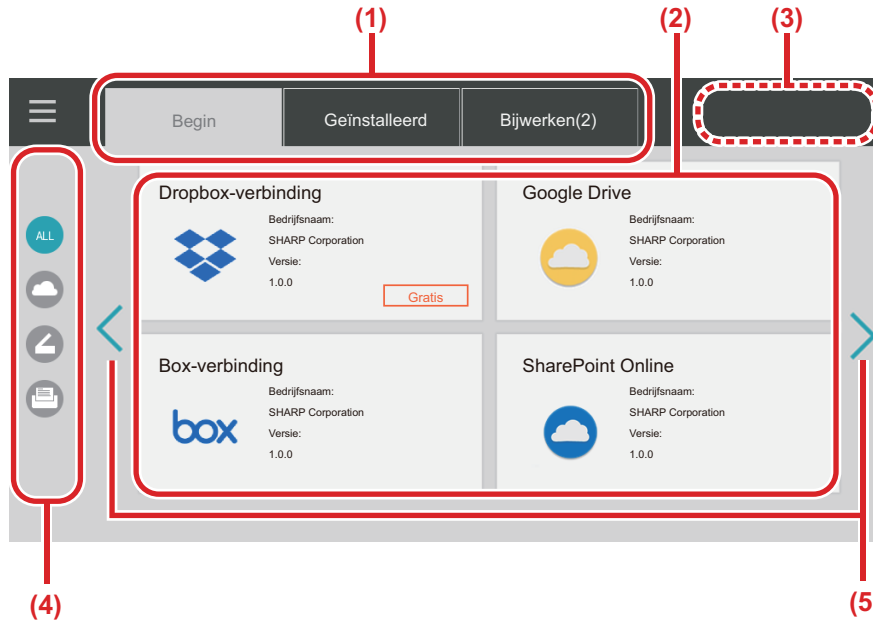 (1)
(2)
(3)
Begin
Geïnstalleerd
Bijwerken(2)
ALL
Dropbox-verbinding
Bedrijfsnaam:
SHARP Corporation
Versie:
1.0.0
Gratis
Google Drive
Bedrijfsnaam:
SHARP Corporation
Versie:
1.0.0
Box-verbinding
box
Bedrijfsnaam:
SHARP Corporation
Versie:
1.0.0
SharePoint Online
Bedrijfsnaam:
SHARP Corporation
Versie:
1.0.0
(4)
(5